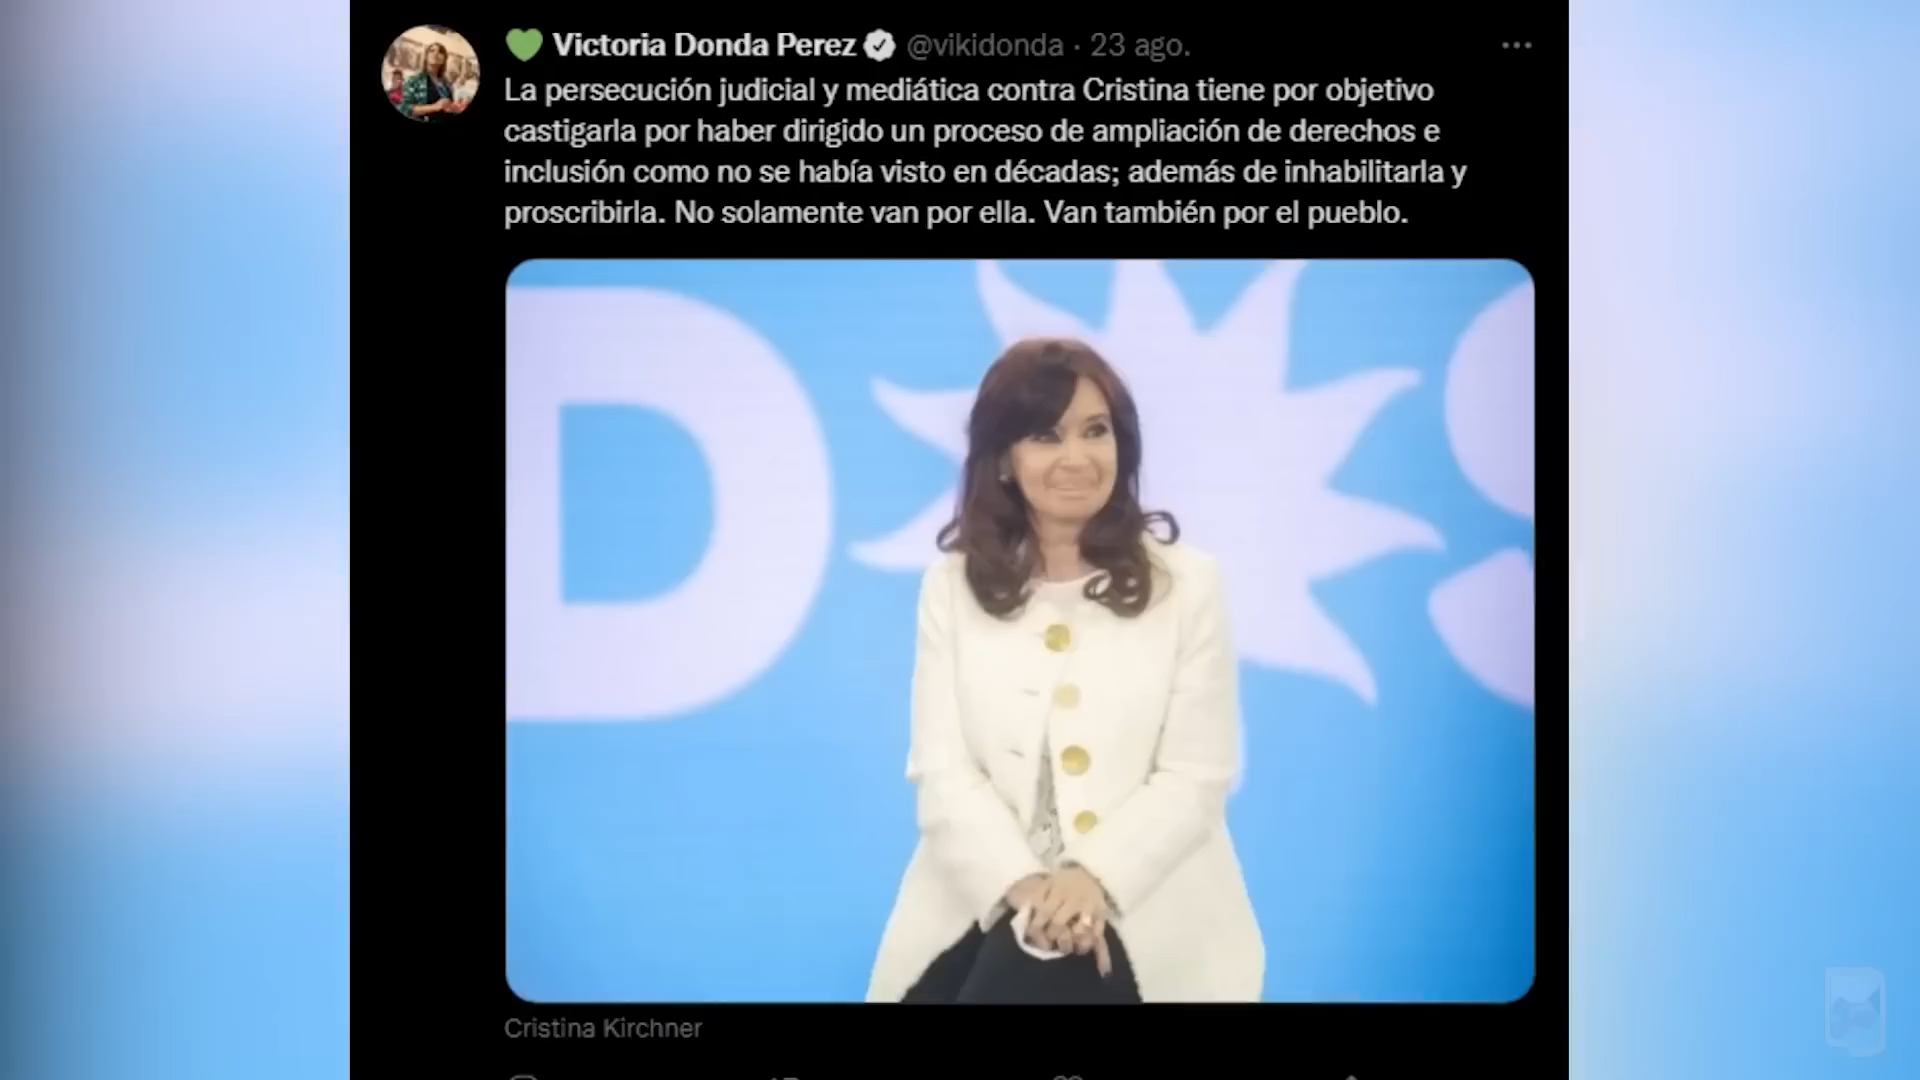 💚 Victoria Donda Perez @vikidonda · 23 ago.
La persecución judicial y mediática contra Cristina tiene por objetivo
castigarla por haber dirigido un proceso de ampliación de derechos e
inclusión como no se había visto en décadas; además de inhabilitarla y
proscribirla. No solamente van por ella. Van también por el pueblo.
D S
Cristina Kirchner